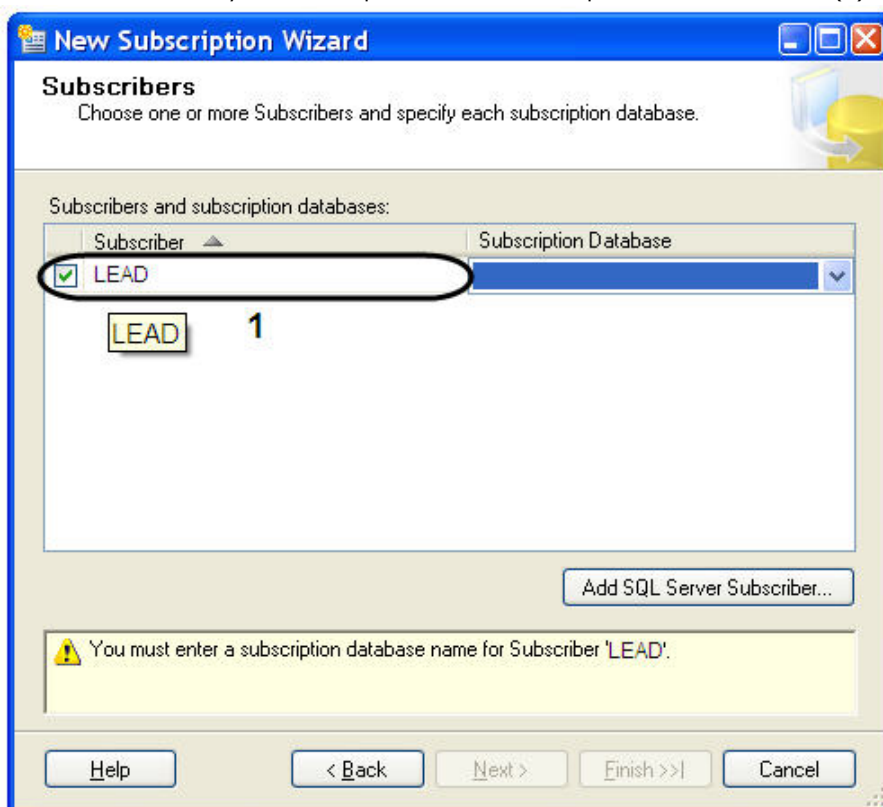 New Subscription Wizard
Subscribers
Choose one or more Subscribers and specify each subscription database.
Subscribers and subscription databases:
Subscriber Subscription Database
LEAD
LEAD 1
Add SQL Server Subscriber...
You must enter a subscription database name for Subscriber 'LEAD'.
Help < Back Next > Finish >>| Cancel